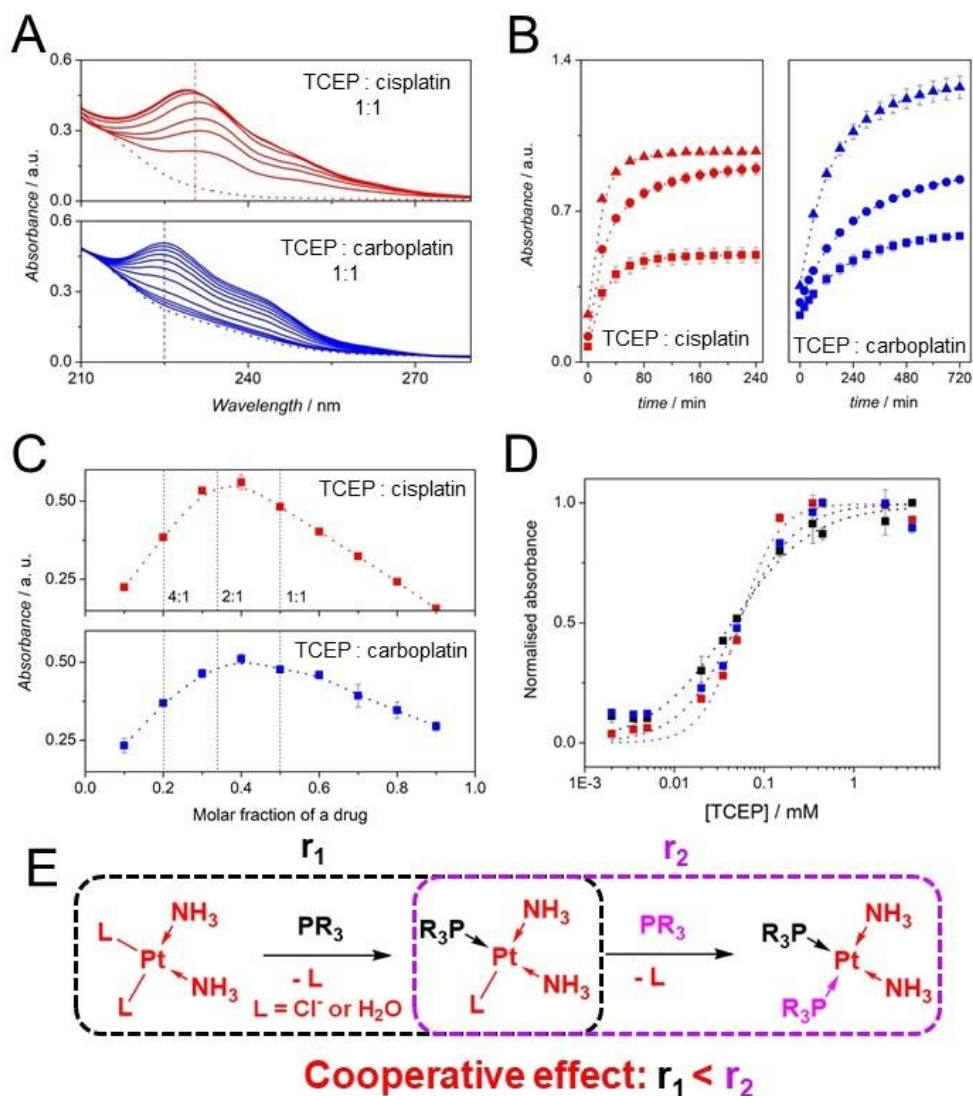 A
0.6
TCEP : cisplatin
1:1
0.3
0.0
0.6
TCEP : carboplatin
1:1
0.3
0.0
210 240 270
Absorbance / a.u.
Wavelength / nm
B
1.4
0.7
0.0
Absorbance / a.u.
TCEP : cisplatin
0 80 160 240
time / min
TCEP : carboplatin
0 240 480 720
time / min
C
TCEP : cisplatin
0.50
0.25
4:1 2:1 1:1
TCEP : carboplatin
0.50
0.25
0.0 0.2 0.4 0.6 0.8 1.0
Absorbance / a. u.
Molar fraction of a drug
D
1.0
0.5
0.0
Normalised absorbance
1E-3 0.01 0.1 1
[TCEP] / mM
E
r₁ r₂
L NH₃ Pt L NH₃
PR₃
- L
L = Cl⁻ or H₂O
R₃P NH₃ Pt L NH₃
PR₃
- L
R₃P NH₃ Pt R₃P NH₃
Cooperative effect: r₁ < r₂